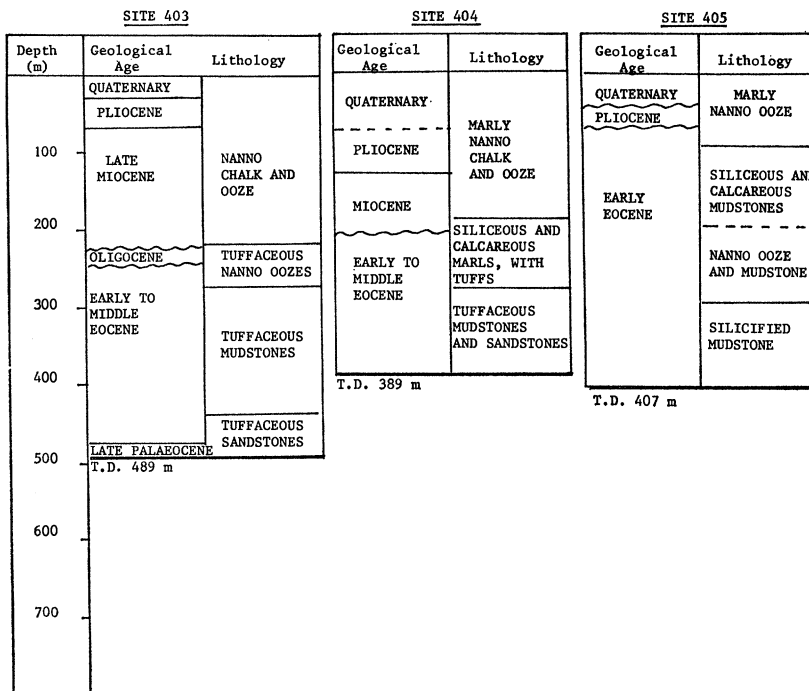 SITE 403
Depth
(m)
Geological
Age
Lithology
QUATERNARY
PLIOCENE
LATE
MIOCENE
OLIGOCENE
EARLY TO
MIDDLE
EOCENE
LATE PALAEOCENE
T.D. 489 m
NANNO
CHALK AND
OOZE
TUFFACEOUS
NANNO OOZES
TUFFACEOUS
MUDSTONES
TUFFACEOUS
SANDSTONES
100
200
300
400
500
600
700
SITE 404
Geological
Age
Lithology
QUATERNARY
PLIOCENE
MIOCENE
EARLY TO
MIDDLE
EOCENE
T.D. 389 m
MARLY
NANNO
CHALK
AND OOZE
SILICEOUS AND
CALCAREOUS
MARLS, WITH
TUFFS
TUFFACEOUS
MUDSTONES
AND SANDSTONES
SITE 405
Geological
Age
Lithology
QUATERNARY
PLIOCENE
EARLY
EOCENE
T.D. 407 m
MARLY
NANNO OOZE
SILICEOUS AND
CALCAREOUS
MUDSTONES
NANNO OOZE
AND MUDSTONE
SILICIFIED
MUDSTONE